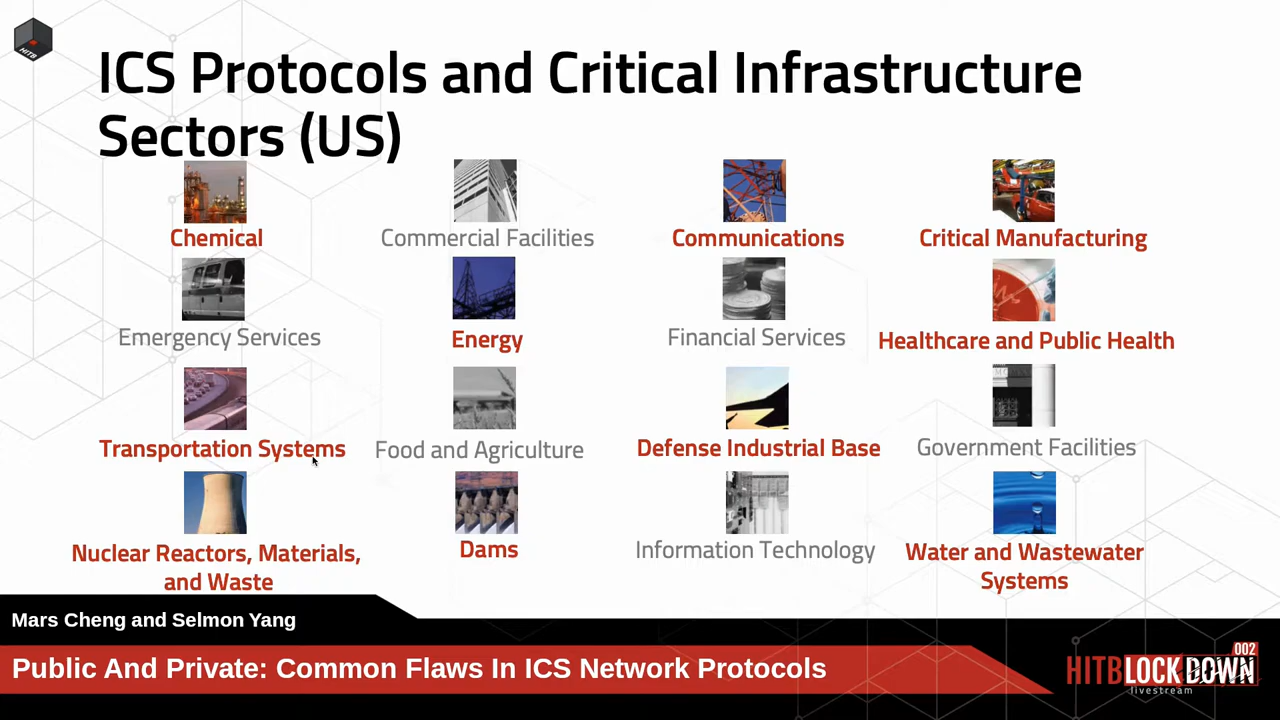 HITB
ICS Protocols and Critical Infrastructure
Sectors (US)
Chemical
Commercial Facilities
Communications
Critical Manufacturing
Emergency Services
Energy
Financial Services
Healthcare and Public Health
Transportation Systems
Food and Agriculture
Defense Industrial Base
Government Facilities
Nuclear Reactors, Materials,
and Waste
Dams
Information Technology
Water and Wastewater
Systems
Mars Cheng and Selmon Yang
Public And Private: Common Flaws In ICS Network Protocols
002
HITBLOCKDOWN
livestream